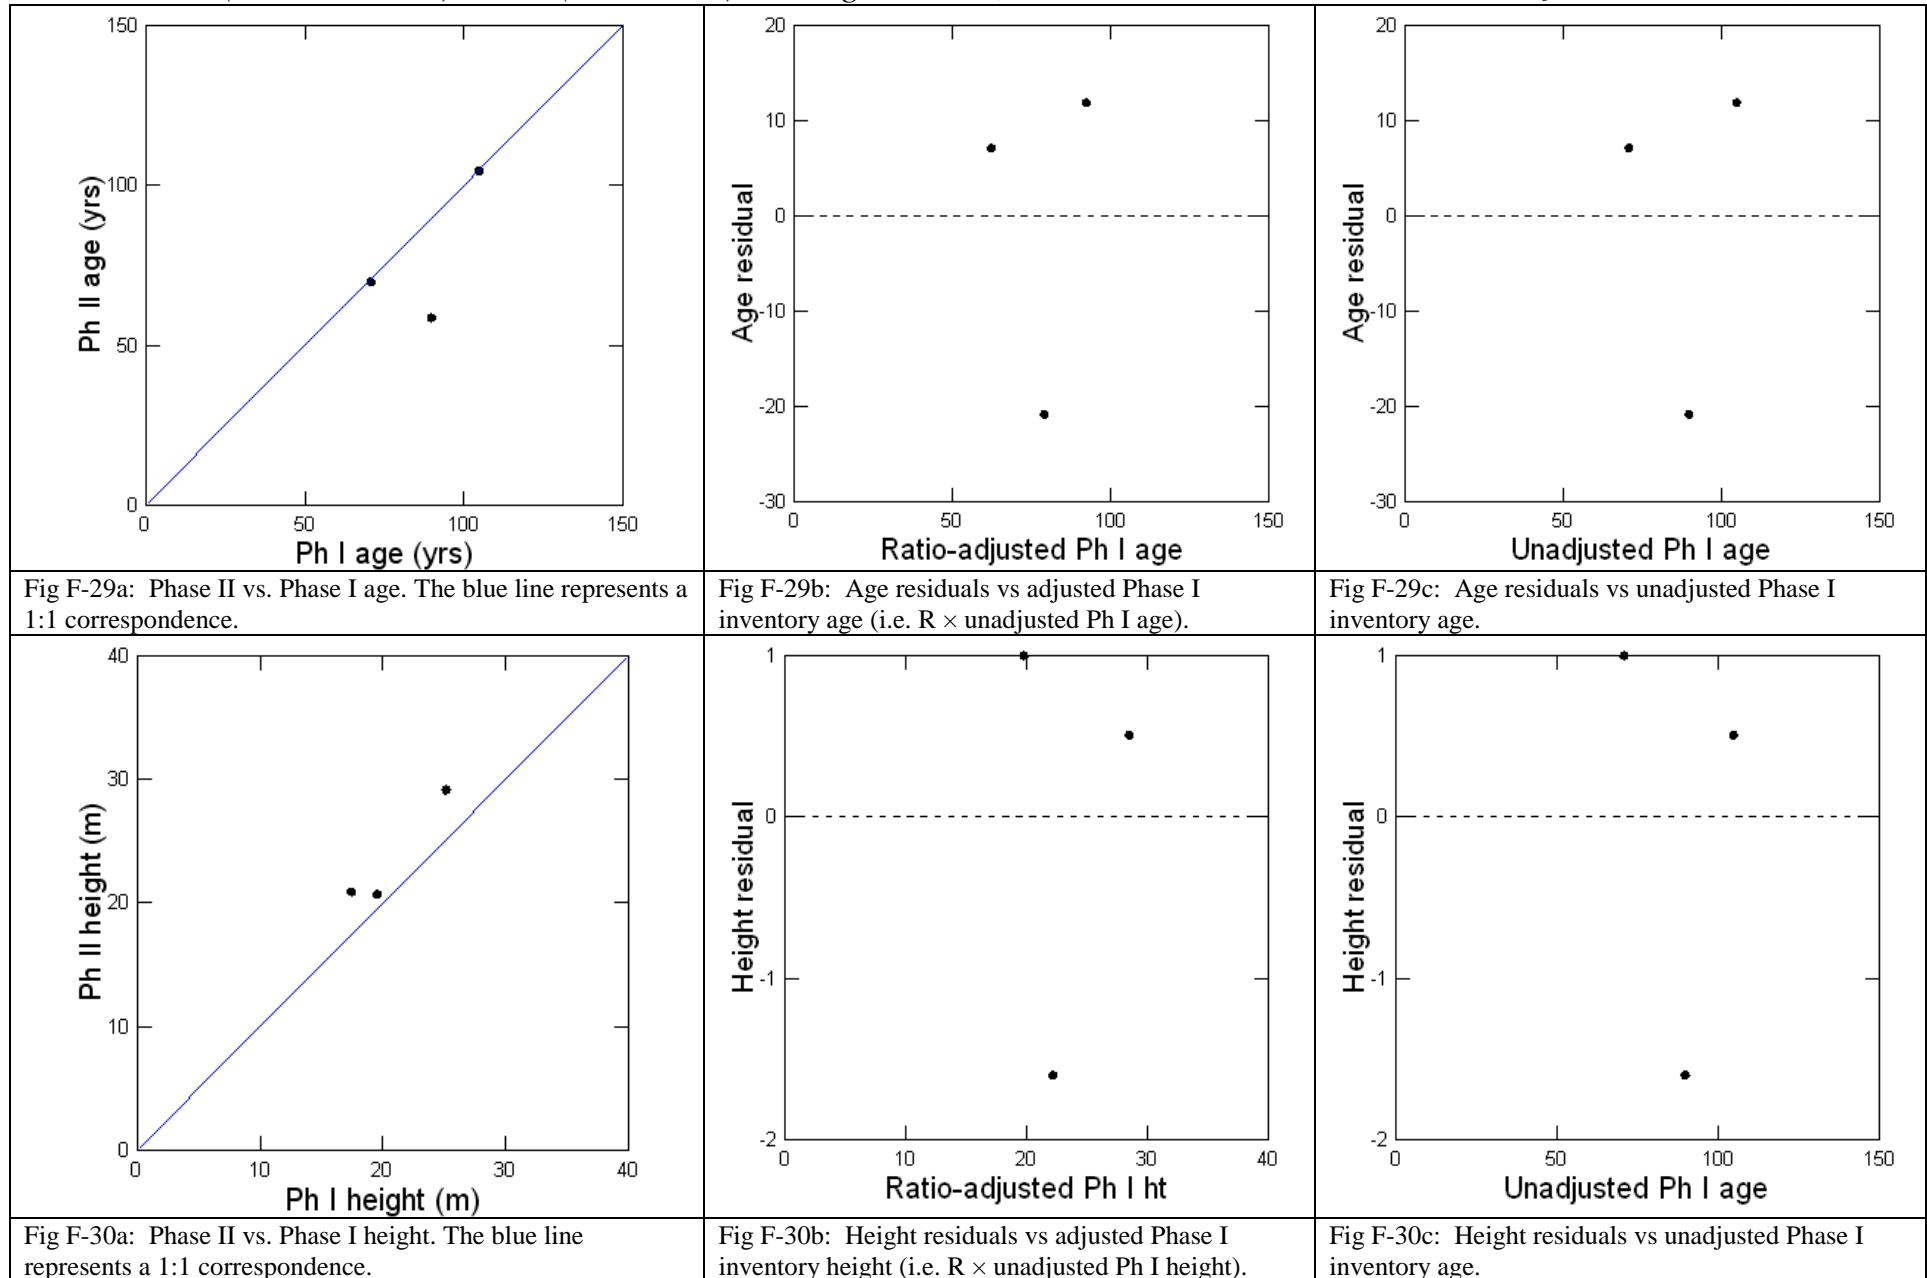 150
100
50
0
0
50
100
150
Ph II age (yrs)
Ph I age (yrs)
20
10
0
-10
-20
-30
0
50
100
150
Age residual
Ratio-adjusted Ph I age
20
10
0
-10
-20
-30
0
50
100
150
Age residual
Unadjusted Ph I age
Fig F-29a: Phase II vs. Phase I age. The blue line represents a
1:1 correspondence.
Fig F-29b: Age residuals vs adjusted Phase I
inventory age (i.e. R × unadjusted Ph I age).
Fig F-29c: Age residuals vs unadjusted Phase I
inventory age.
40
30
20
10
0
0
10
20
30
40
Ph III height (m)
Ph I height (m)
1
0
-1
-2
0
10
20
30
40
Height residual
Ratio-adjusted Ph I ht
1
0
-1
-2
0
50
100
150
Height residual
Unadjusted Ph I age
Fig F-30a: Phase II vs. Phase I height. The blue line
represents a 1:1 correspondence.
Fig F-30b: Height residuals vs adjusted Phase I
inventory height (i.e. R × unadjusted Ph I height).
Fig F-30c: Height residuals vs unadjusted Phase I
inventory age.